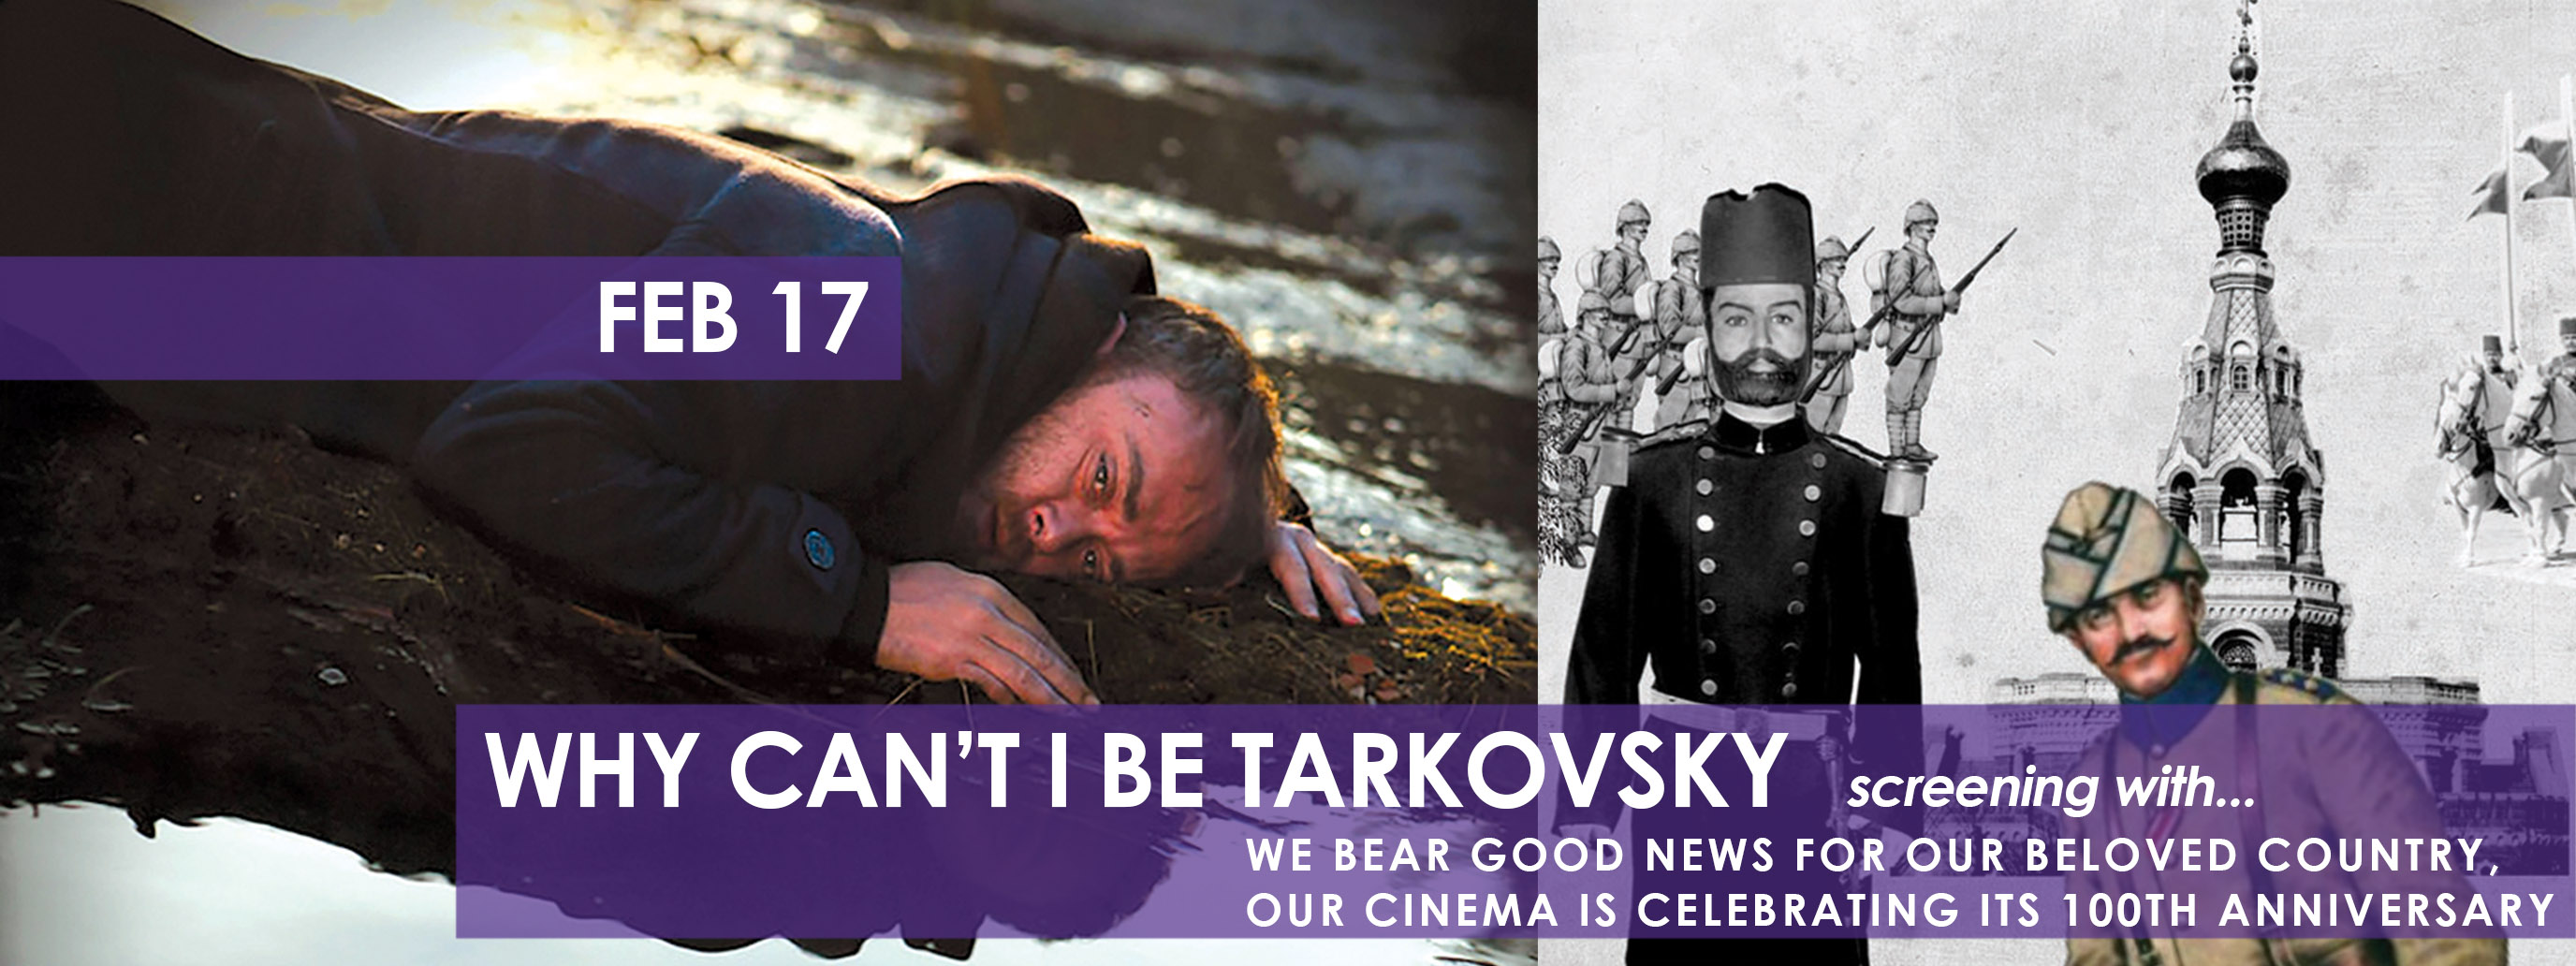 FEB 17
WHY CAN'T I BE TARKOVSKY screening with...
WE BEAR GOOD NEWS FOR OUR BELOVED COUNTRY,
OUR CINEMA IS CELEBRATING ITS 100TH ANNIVERSARY